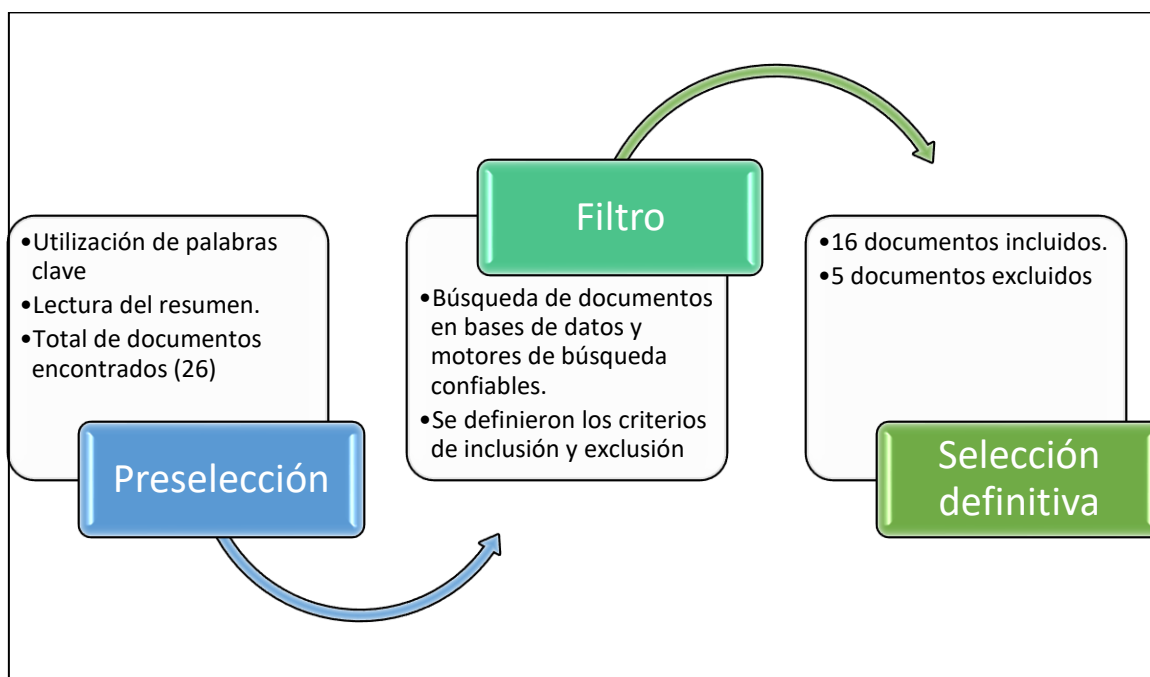 •Utilización de palabras
clave
•Lectura del resumen.
•Total de documentos
encontrados (26)
Preselección
Filtro
•Búsqueda de documentos
en bases de datos y
motores de búsqueda
confiables.
•Se definieron los criterios
de inclusión y exclusión
•16 documentos incluidos.
•5 documentos excluidos
Selección
definitiva